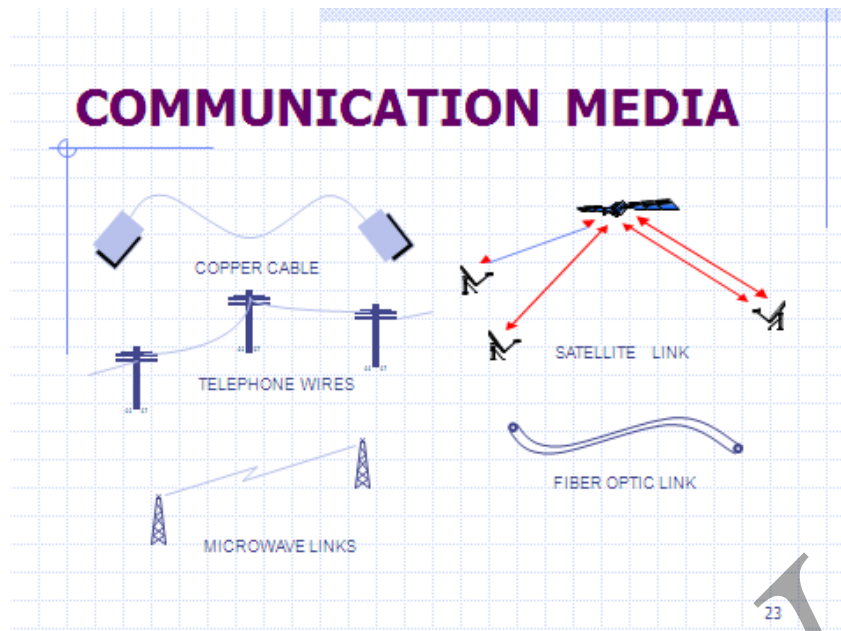 COMMUNICATION MEDIA
COPPER CABLE
TELEPHONE WIRES
MICROWAVE LINKS
SATELLITE LINK
FIBER OPTIC LINK
23